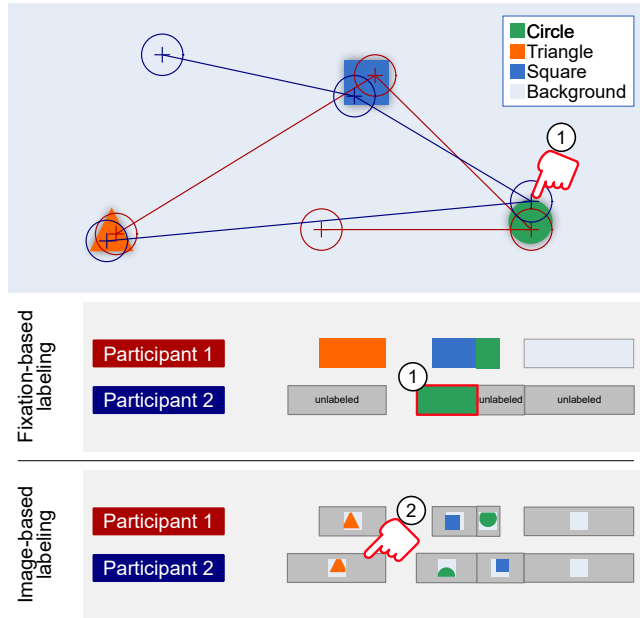 Circle
Triangle
Square
Background
1
Fixation-based
labeling
Participant 1
Participant 2
1
unlabeled
unlabeled
unlabeled
Image-based
labeling
Participant 1
Participant 2
2